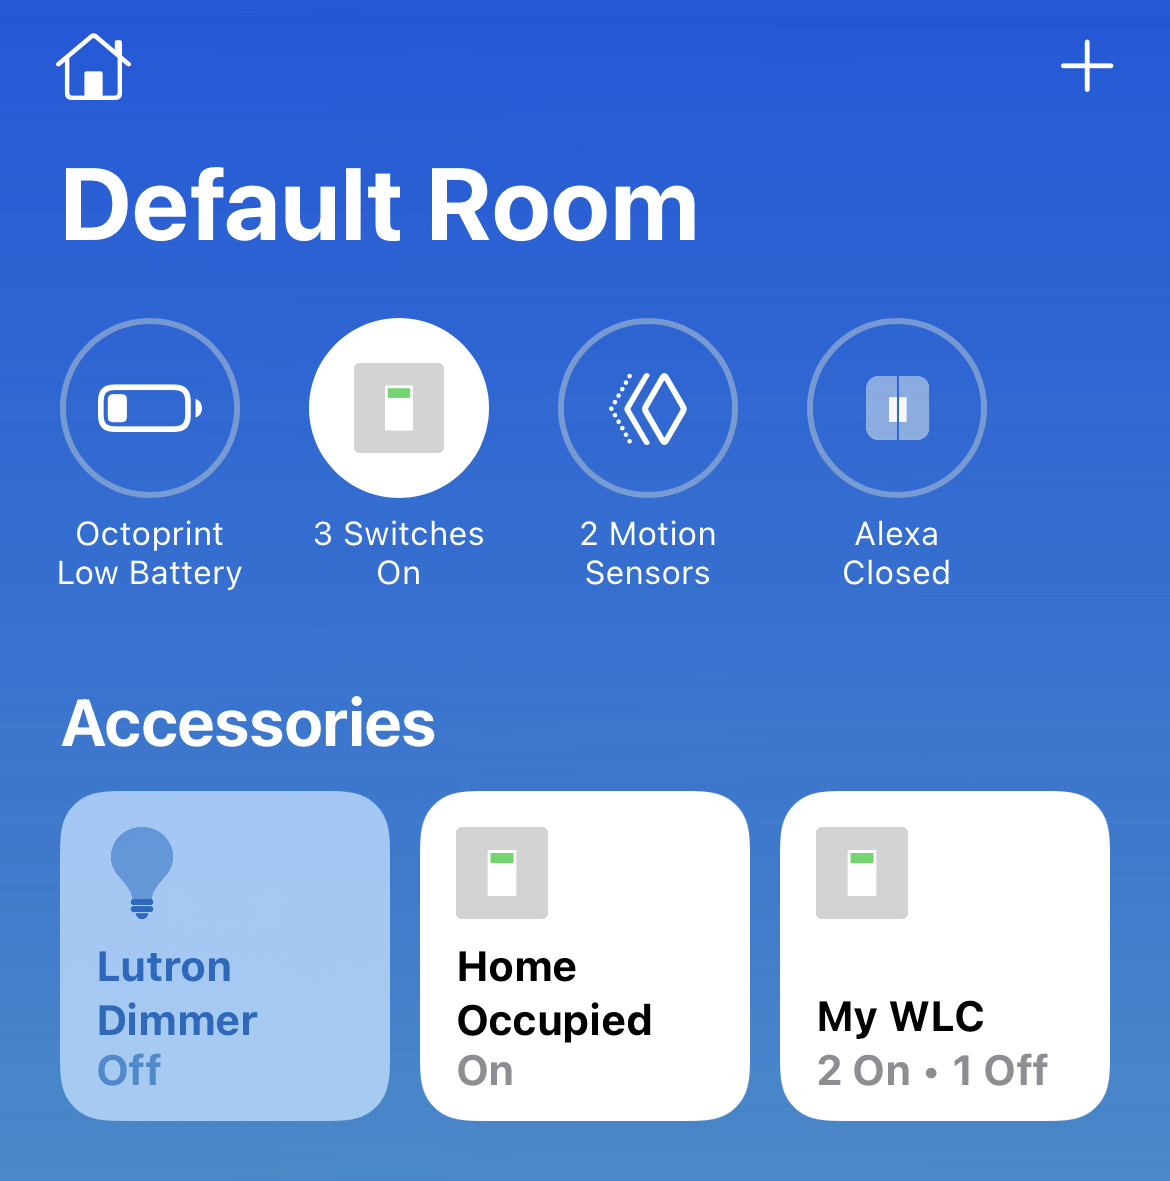 Default Room
Octoprint
Low Battery
3 Switches
On
2 Motion
Sensors
Alexa
Closed
Accessories
Lutron
Dimmer
Off
Home
Occupied
On
My WLC
2 On • 1 Off